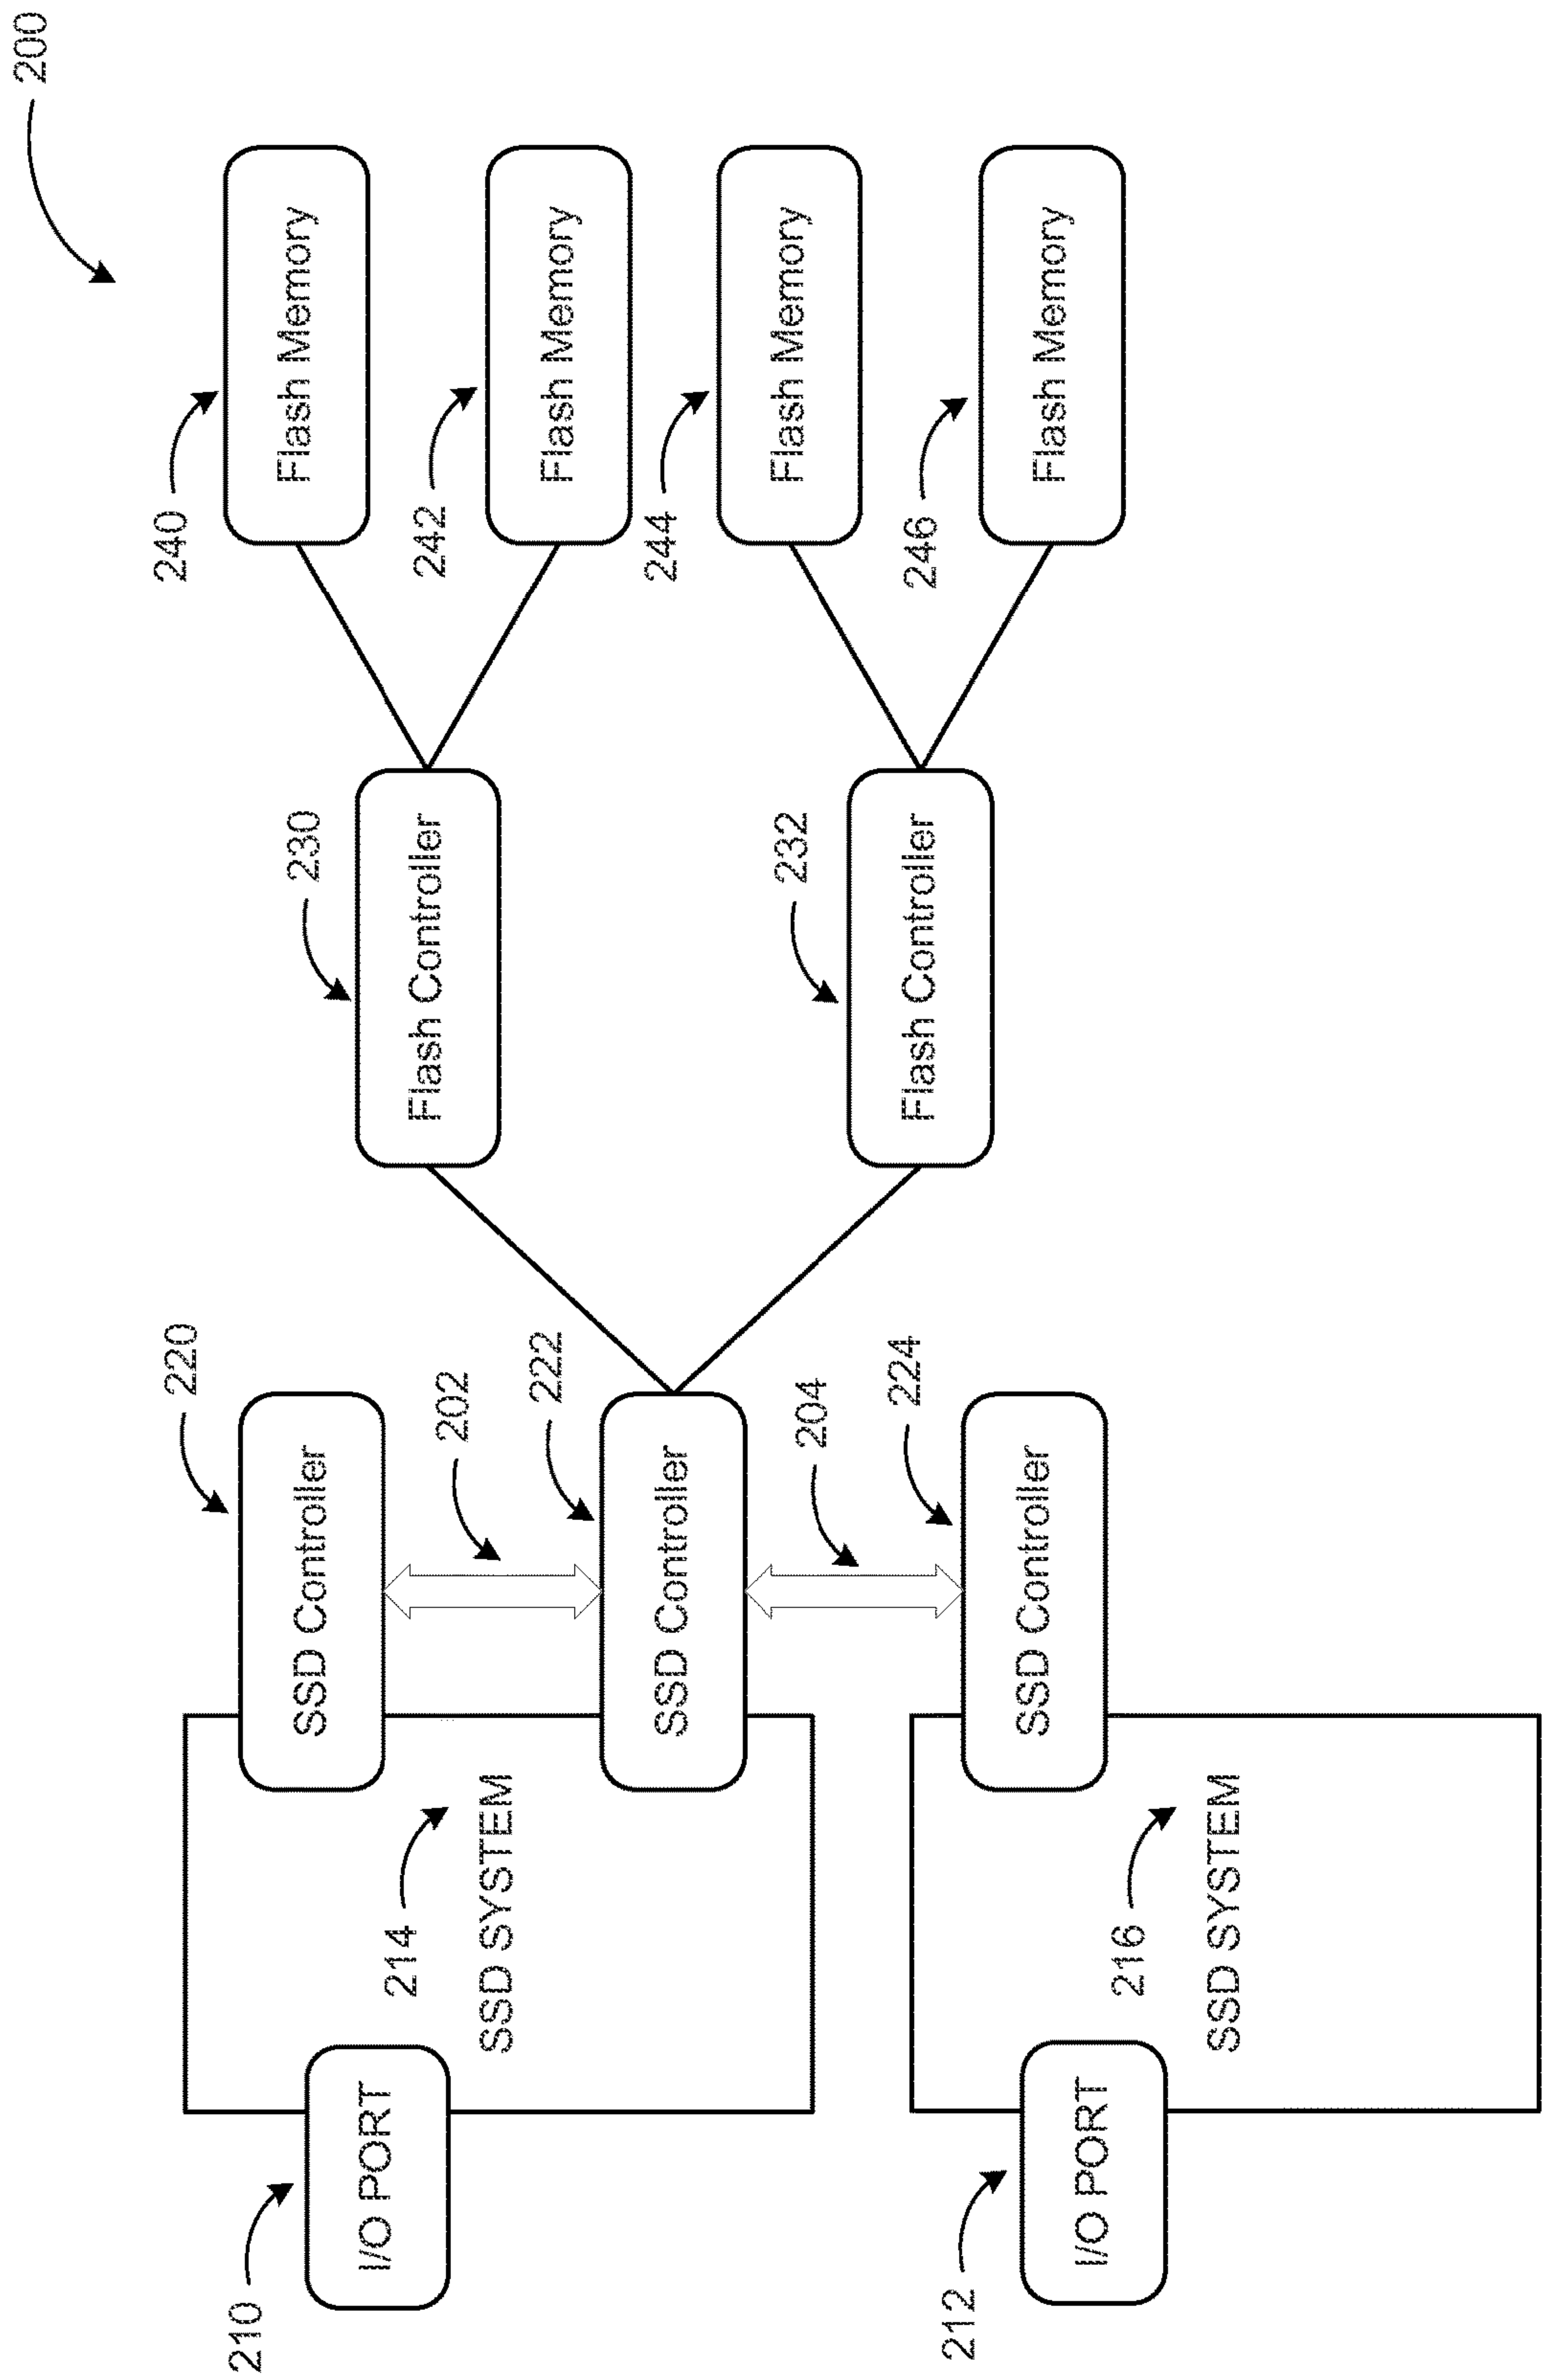 200
210
I/O PORT
214
SSD SYSTEM
212
I/O PORT
216
SSD SYSTEM
220
SSD Controller
202
222
SSD Controller
204
224
SSD Controller
230
Flash Controller
232
Flash Controller
240
Flash Memory
242
Flash Memory
244
Flash Memory
246
Flash Memory